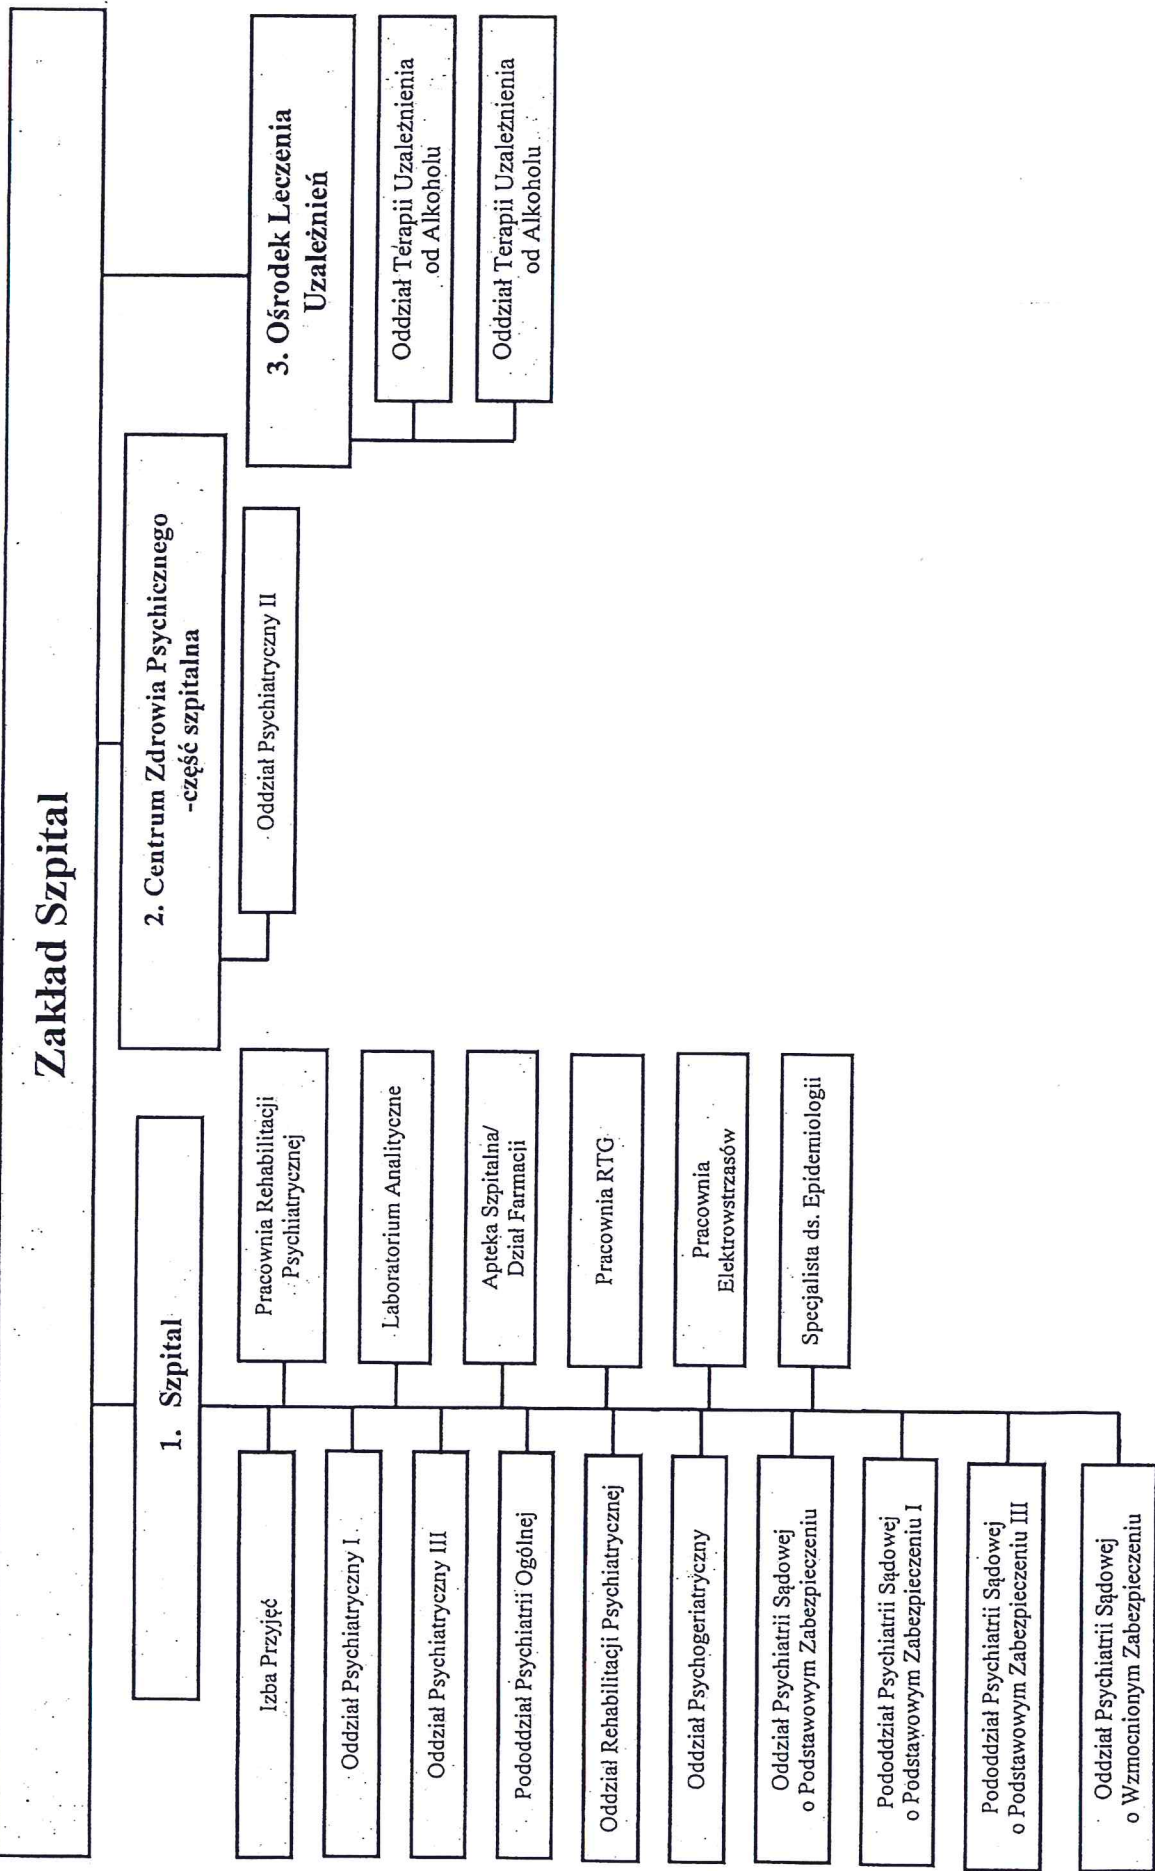 Zakład Szpital
1. Szpital
Izba Przyjęć
Oddział Psychiatryczny I
Oddział Psychiatryczny III
Pododdział Psychiatrii Ogólnej
Oddział Rehabilitacji Psychiatrycznej
Oddział Psychogeriatryczny
Oddział Psychiatrii Sądowej
o Podstawowym Zabezpieczeniu
Pododdział Psychiatrii Sądowej
o Podstawowym Zabezpieczeniu I
Pododdział Psychiatrii Sądowej
o Podstawowym Zabezpieczeniu III
Oddział Psychiatrii Sądowej
o Wzmocnionym Zabezpieczeniu
Pracownia Rehabilitacji
Psychiatrycznej
Laboratorium Analityczne
Apteka Szpitalna/
Dział Farmacji
Pracownia RTG
Pracownia
Elektrowstrzasów
Specjalista ds. Epidemiologii
2. Centrum Zdrowia Psychicznego
-część szpitalna
Oddział Psychiatryczny II
3. Ośrodek Leczenia
Uzależnień
Oddział Terapii Uzależnienia
od Alkoholu
Oddział Terapii Uzależnienia
od Alkoholu